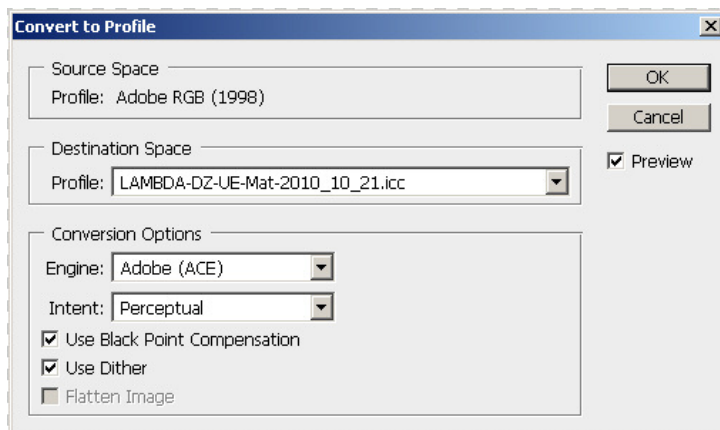 Convert to Profile
Source Space
Profile: Adobe RGB (1998)
OK
Cancel
Preview
Destination Space
Profile: LAMBDA-DZ-UE-Mat-2010_10_21.icc
Conversion Options
Engine: Adobe (ACE)
Intent: Perceptual
Use Black Point Compensation
Use Dither
Flatten Image